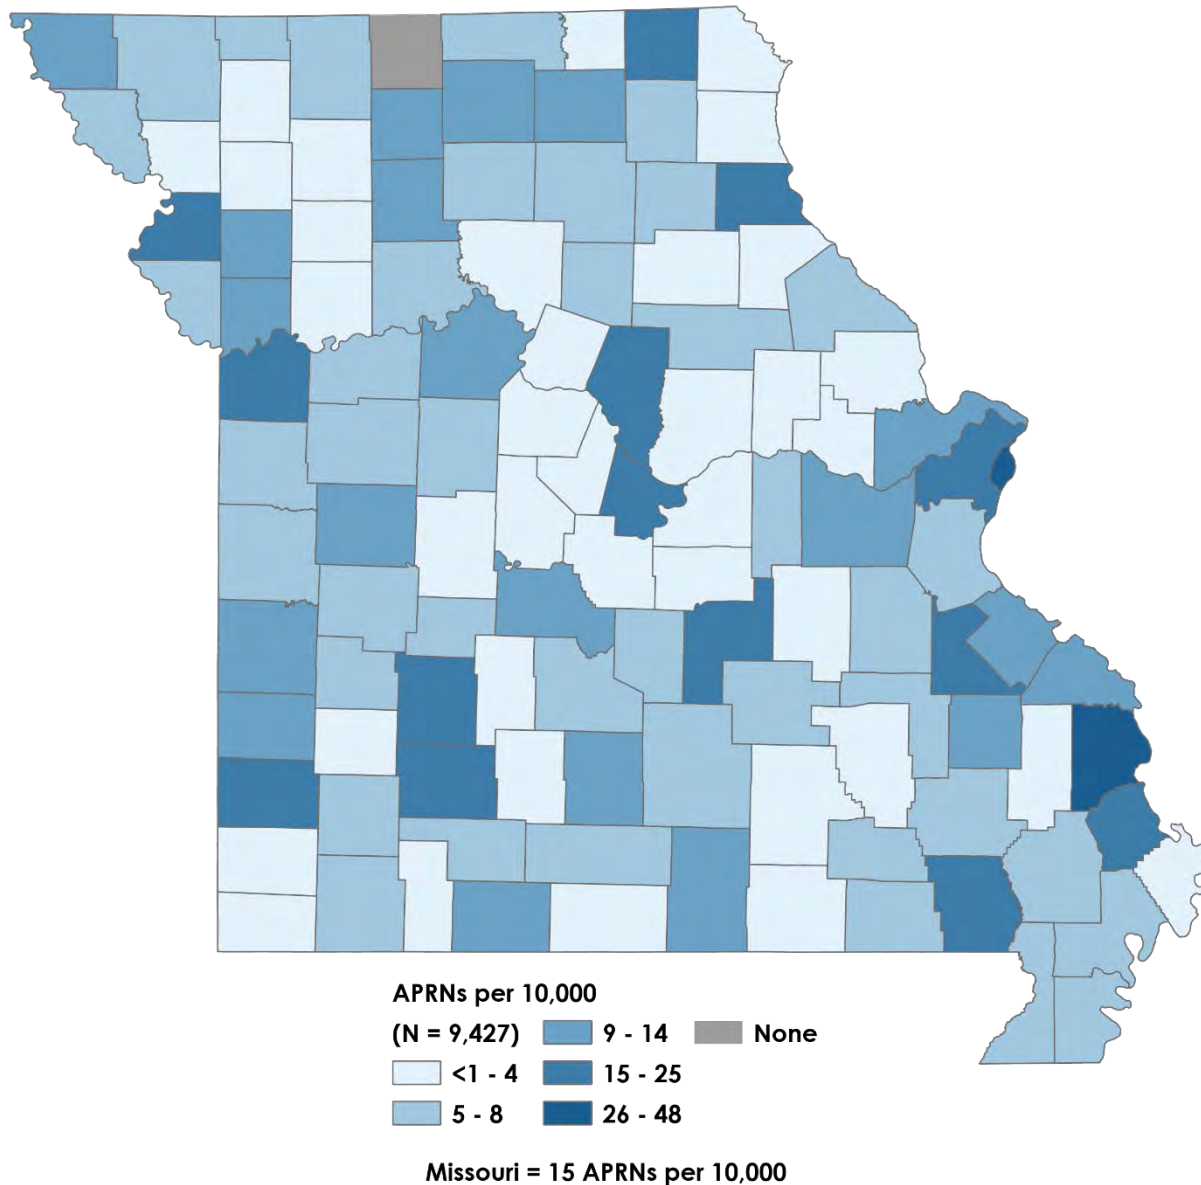 APRNs per 10,000
(N = 9,427)
<1 - 4
5 - 8
9 - 14
15 - 25
26 - 48
None
Missouri = 15 APRNs per 10,000